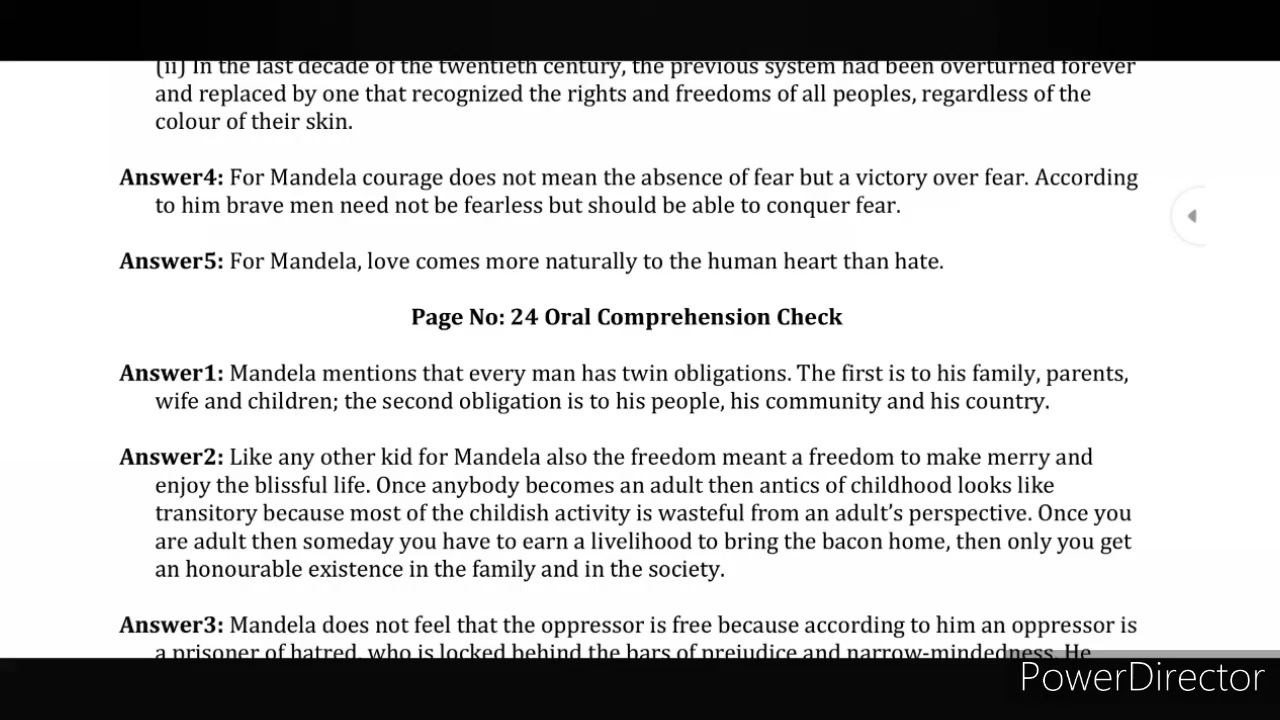 (ii) In the last decade of the twentieth century, the previous system had been overturned forever
and replaced by one that recognized the rights and freedoms of all peoples, regardless of the
colour of their skin.
Answer4: For Mandela courage does not mean the absence of fear but a victory over fear. According
to him brave men need not be fearless but should be able to conquer fear.
Answer5: For Mandela, love comes more naturally to the human heart than hate.
Page No: 24 Oral Comprehension Check
Answer1: Mandela mentions that every man has twin obligations. The first is to his family, parents,
wife and children; the second obligation is to his people, his community and his country.
Answer2: Like any other kid for Mandela also the freedom meant a freedom to make merry and
enjoy the blissful life. Once anybody becomes an adult then antics of childhood looks like
transitory because most of the childish activity is wasteful from an adult’s perspective. Once you
are adult then someday you have to earn a livelihood to bring the bacon home, then only you get
an honourable existence in the family and in the society.
Answer3: Mandela does not feel that the oppressor is free because according to him an oppressor is
a prisoner of hatred, who is locked behind the bars of prejudice and narrow-mindedness. He
PowerDirector